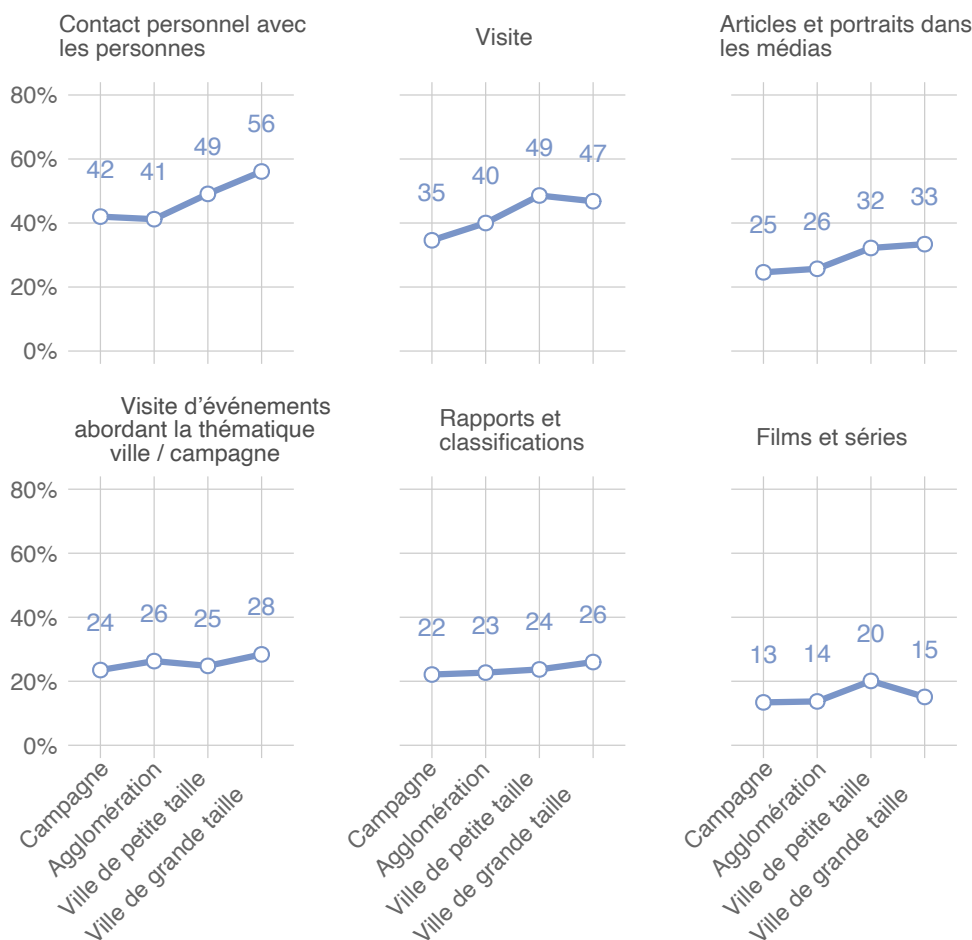 Contact personnel avec
les personnes
Visite
Articles et portraits dans
les médias
80%
60%
40%
20%
0%
42
41
49
56
35
40
49
47
25
26
32
33
Visite d’événements
abordant la thématique
ville / campagne
Rapports et
classifications
Films et séries
80%
60%
40%
20%
0%
24
26
25
28
22
23
24
26
13
14
20
15
Campagne
Agglomération
Ville de petite taille
Ville de grande taille
Campagne
Agglomération
Ville de petite taille
Ville de grande taille
Campagne
Agglomération
Ville de petite taille
Ville de grande taille